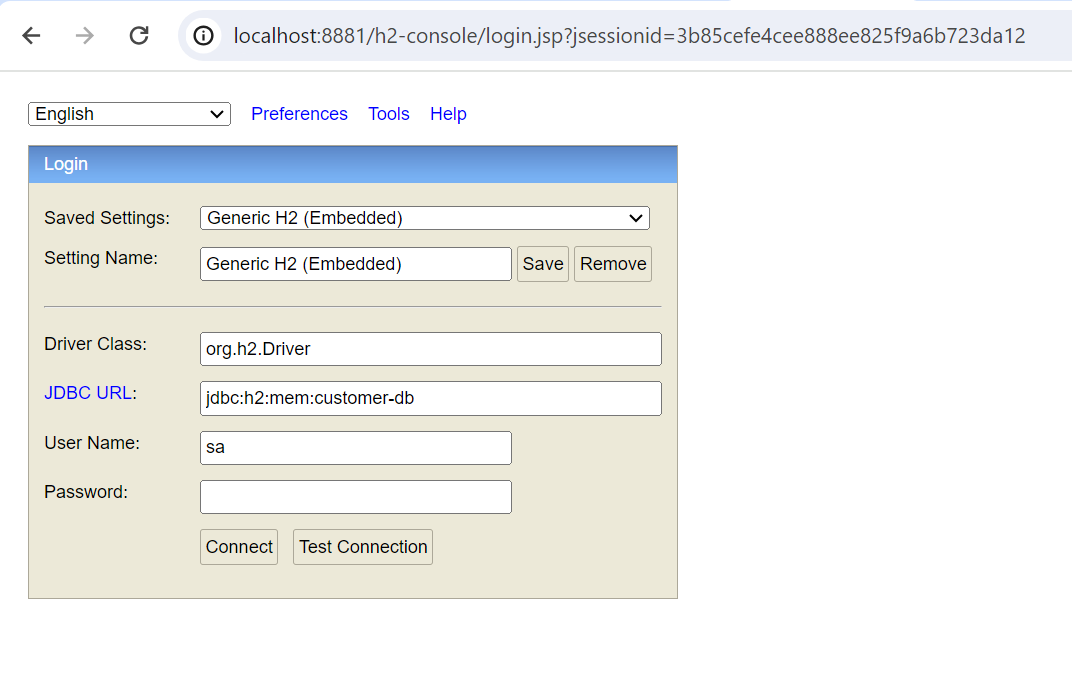 localhost:8881/h2-console/login.jsp?jsessionid=3b85cefe4cee888ee825f9a6b723da12
English Preferences Tools Help
Login
Saved Settings: Generic H2 (Embedded)
Setting Name: Generic H2 (Embedded) Save Remove
Driver Class: org.h2.Driver
JDBC URL: jdbc:h2:mem:customer-db
User Name: sa
Password:
Connect Test Connection